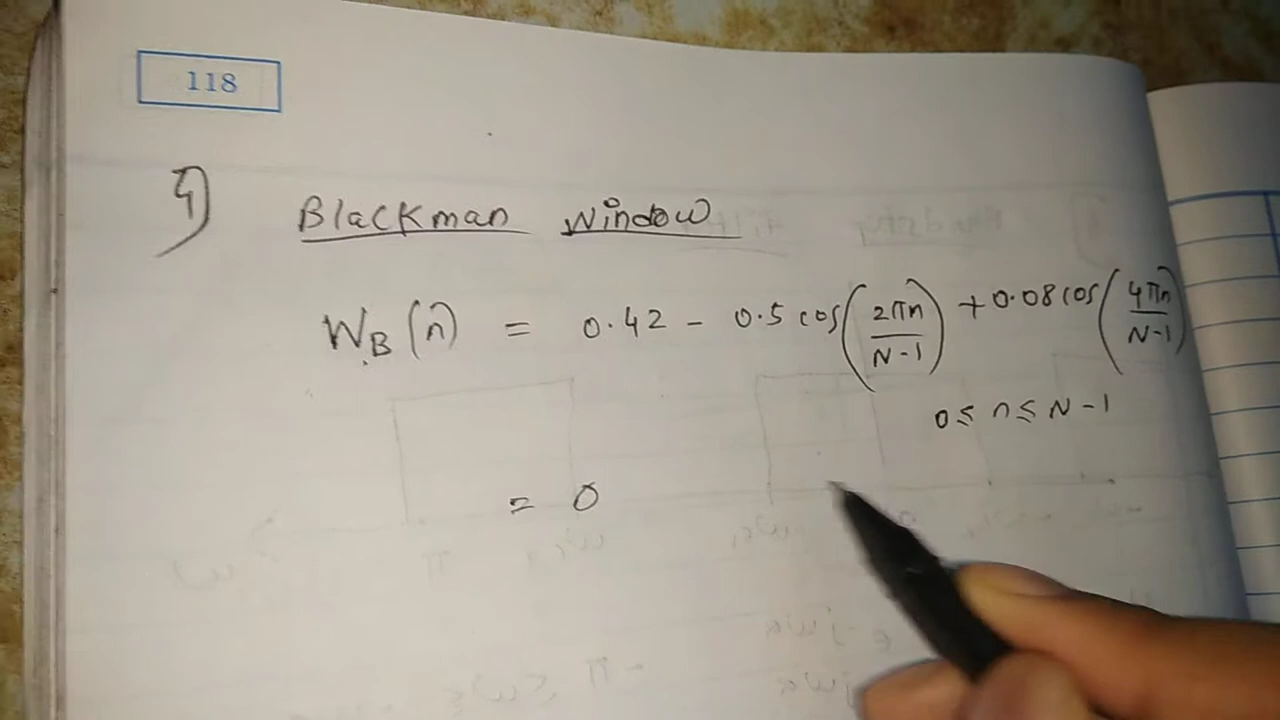 118
4) Blackman Window
W_B(n) = 0.42 - 0.5 cos(2πn/N-1) + 0.08 cos(4πn/N-1)
0 ≤ n ≤ N-1
= 0